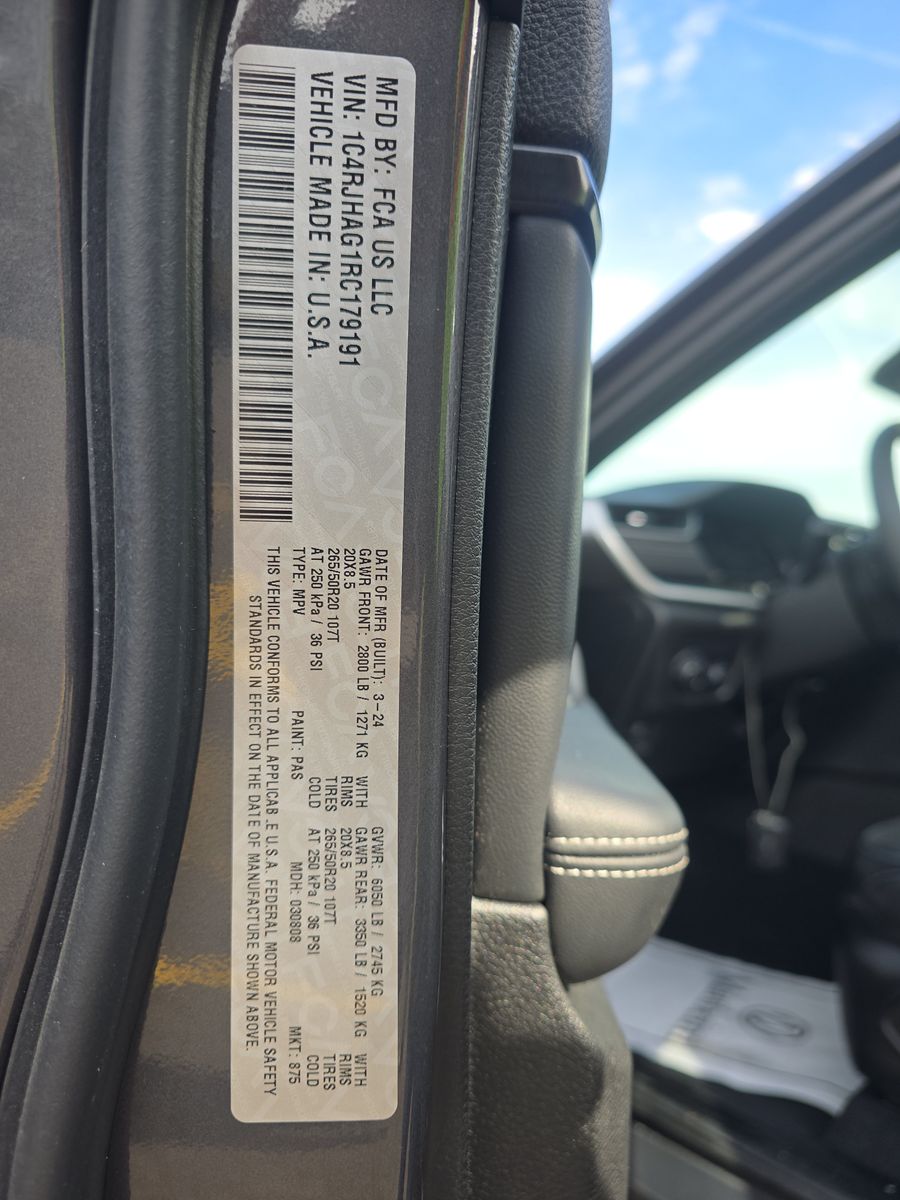 MFD BY: FCA US LLC
VIN: 1C4RJHAG1RC179191
VEHICLE MADE IN: U.S.A.
DATE OF MFR (BUILT): 3-24 GVWR: 6050 LB / 2745 KG
GAWR FRONT: 2800 LB / 1271 KG WITH GAWR REAR: 3350 LB / 1520 KG WITH
20X8.5 RIMS 20X8.5 RIMS
265/50R20 107T TIRES 265/50R20 107T TIRES
AT 250 kPa / 36 PSI COLD AT 250 kPa / 36 PSI COLD
TYPE: MPV PAINT: PAS MDH: 030808 MKT: 875
THIS VEHICLE CONFORMS TO ALL APPLICAB.E U.S.A. FEDERAL MOTOR VEHICLE SAFETY
STANDARDS IN EFFECT ON THE DATE OF MANUFACTURE SHOWN ABOVE.